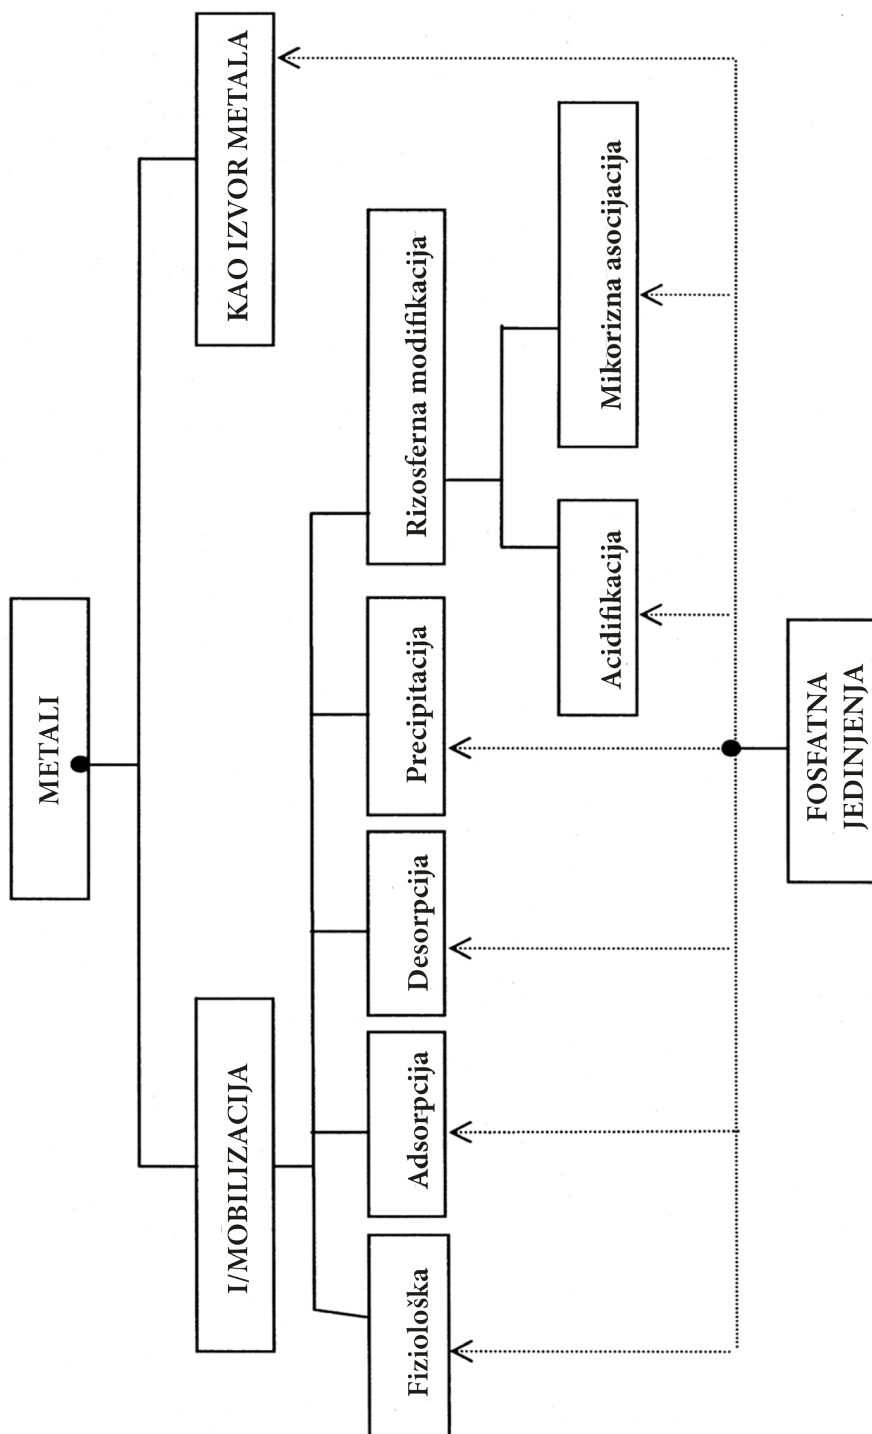 METALI
I/MOBILIZACIJA
KAO IZVOR METALA
Fiziološka
Adsorpcija
Desorpcija
Precipitacija
Rizosferna modifikacija
Acidifikacija
Mikorizna asocijacija
FOSFATNA
JEDINJENJA